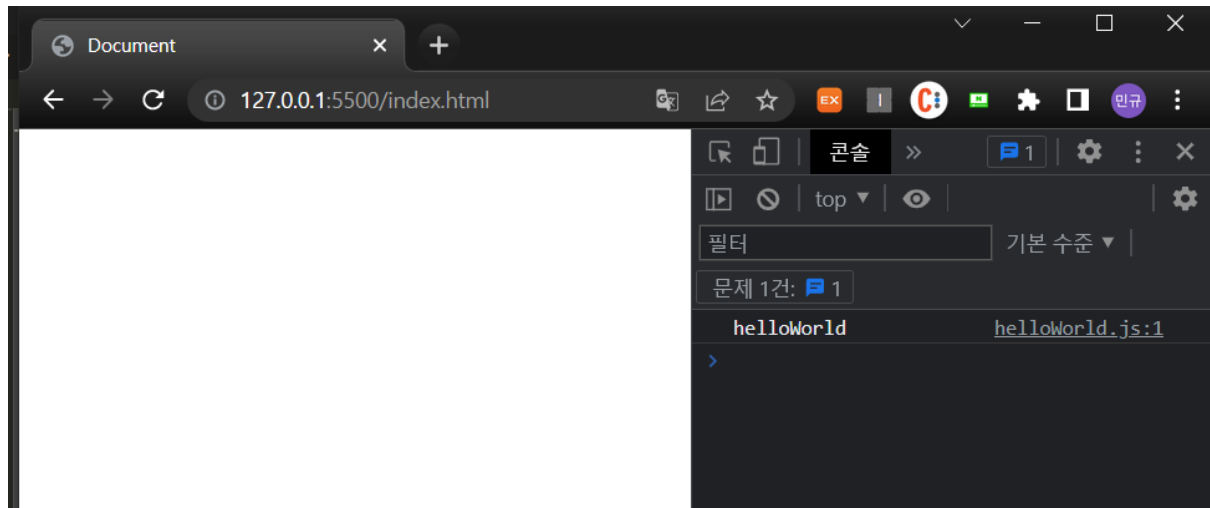 Document
127.0.0.1:5500/index.html
EX
민규
콘솔
1
top
필터
기본 수준
문제 1건: 1
helloWorld helloWorld.js:1